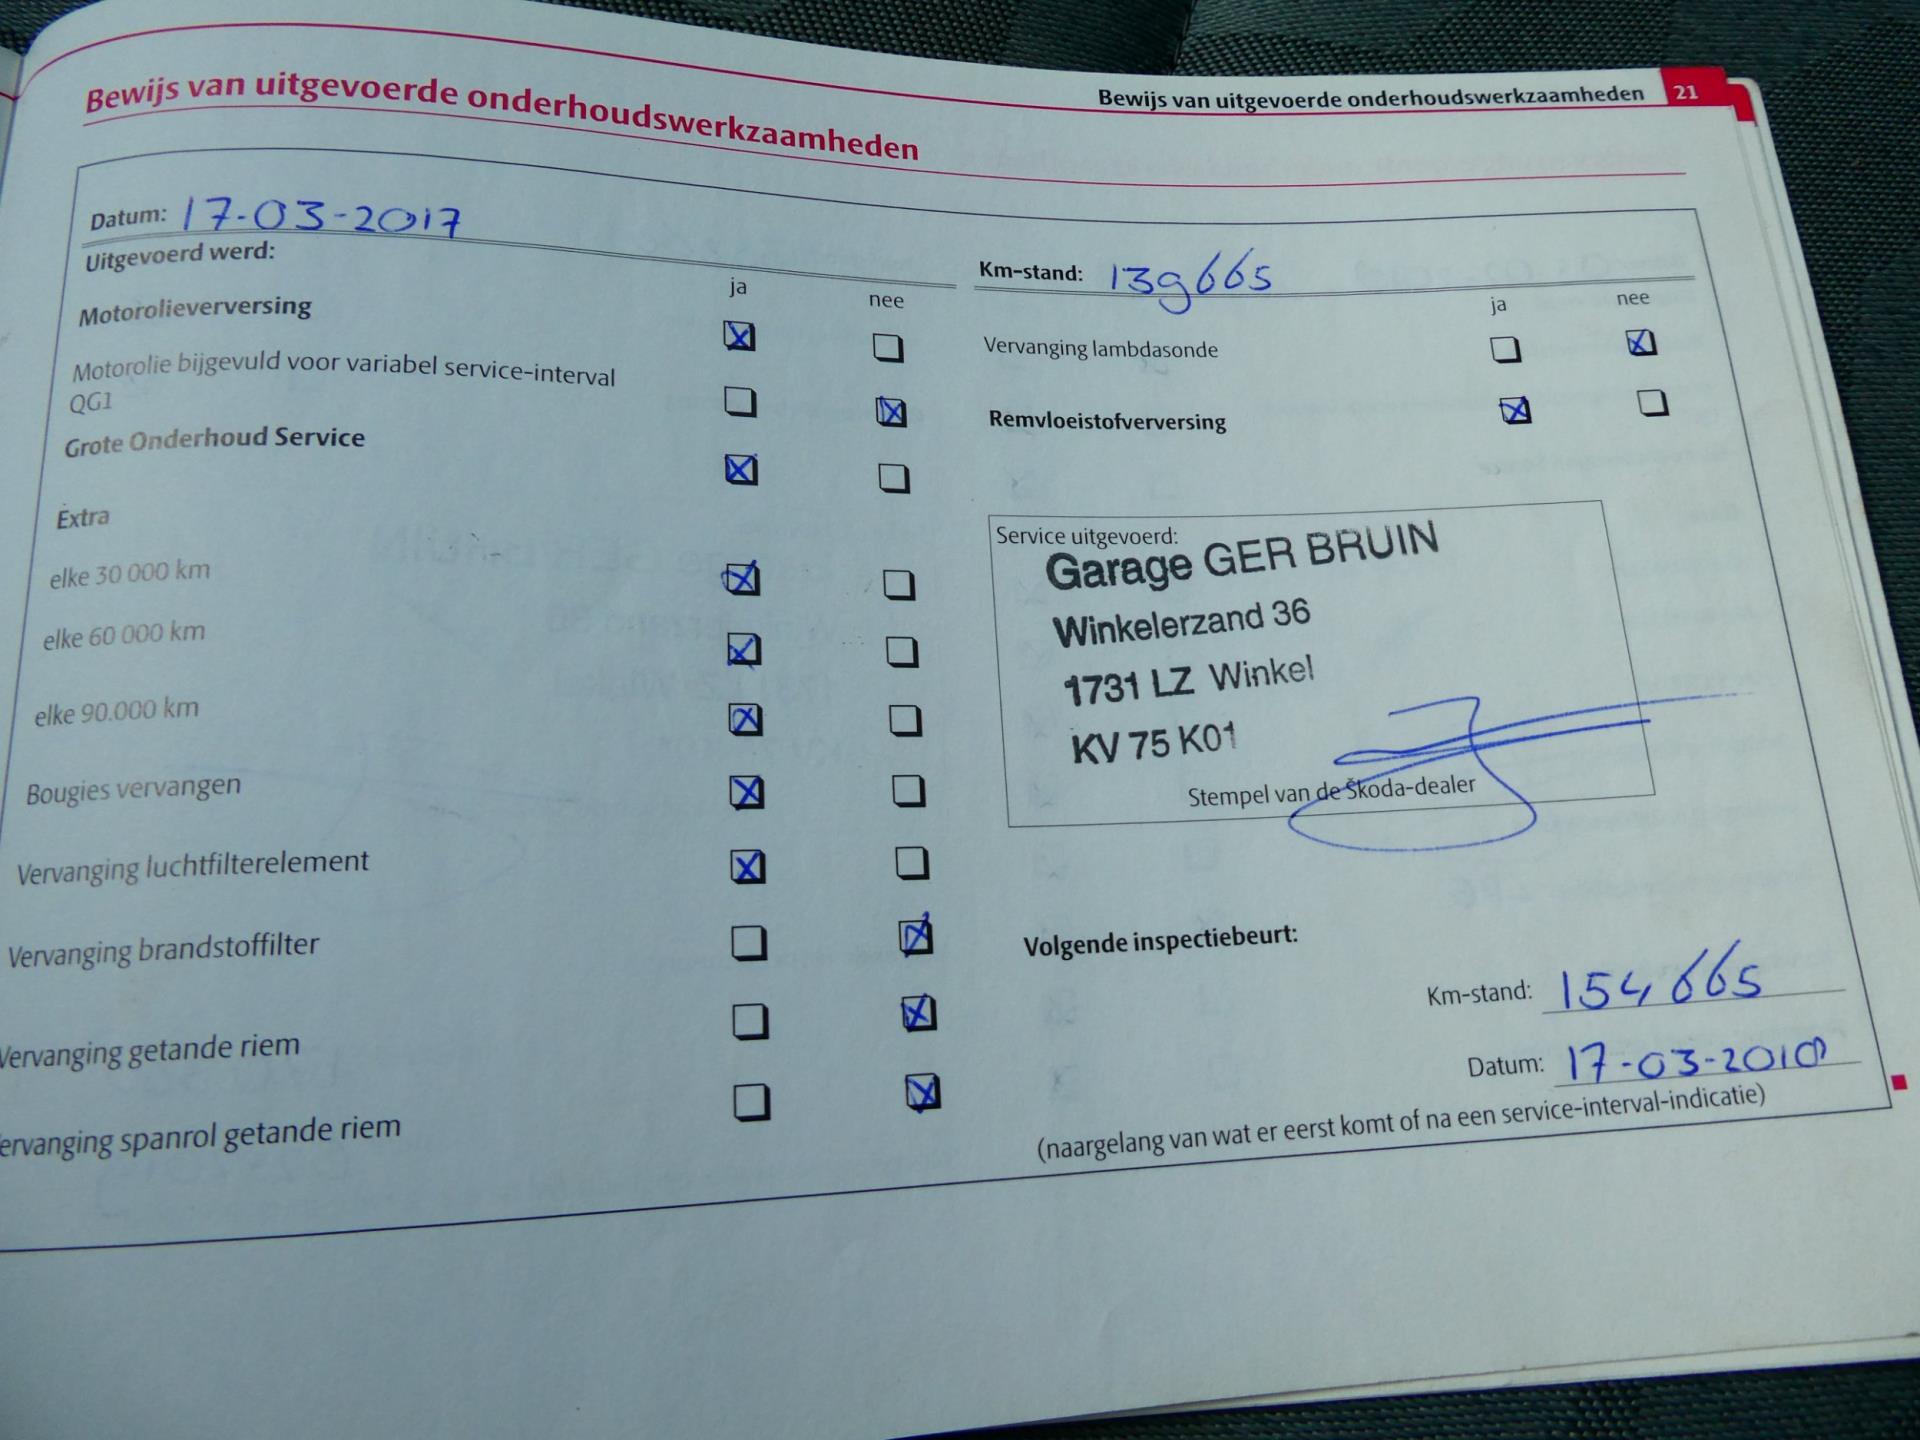 Bewijs van uitgevoerde onderhoudswerkzaamheden 21
Bewijs van uitgevoerde onderhoudswerkzaamheden
Datum: 17-03-2017
Uitgevoerd werd:
ja nee
Motorolieverversing
Motorolie bijgevuld voor variabel service-interval
QG1
Grote Onderhoud Service
Extra
elke 30 000 km
elke 60 000 km
elke 90.000 km
Bougies vervangen
Vervanging luchtfilterelement
Vervanging brandstoffilter
Vervanging getande riem
ervanging spanrol getande riem
Km-stand: 139665
ja nee
Vervanging lambdasonde
Remvloeistofverversing
Service uitgevoerd:
Garage GER BRUIN
Winkelerzand 36
1731 LZ Winkel
KV 75 K01
Stempel van de Škoda-dealer
Volgende inspectiebeurt:
Km-stand: 154665
Datum: 17-03-2018
(naargelang van wat er eerst komt of na een service-interval-indicatie)